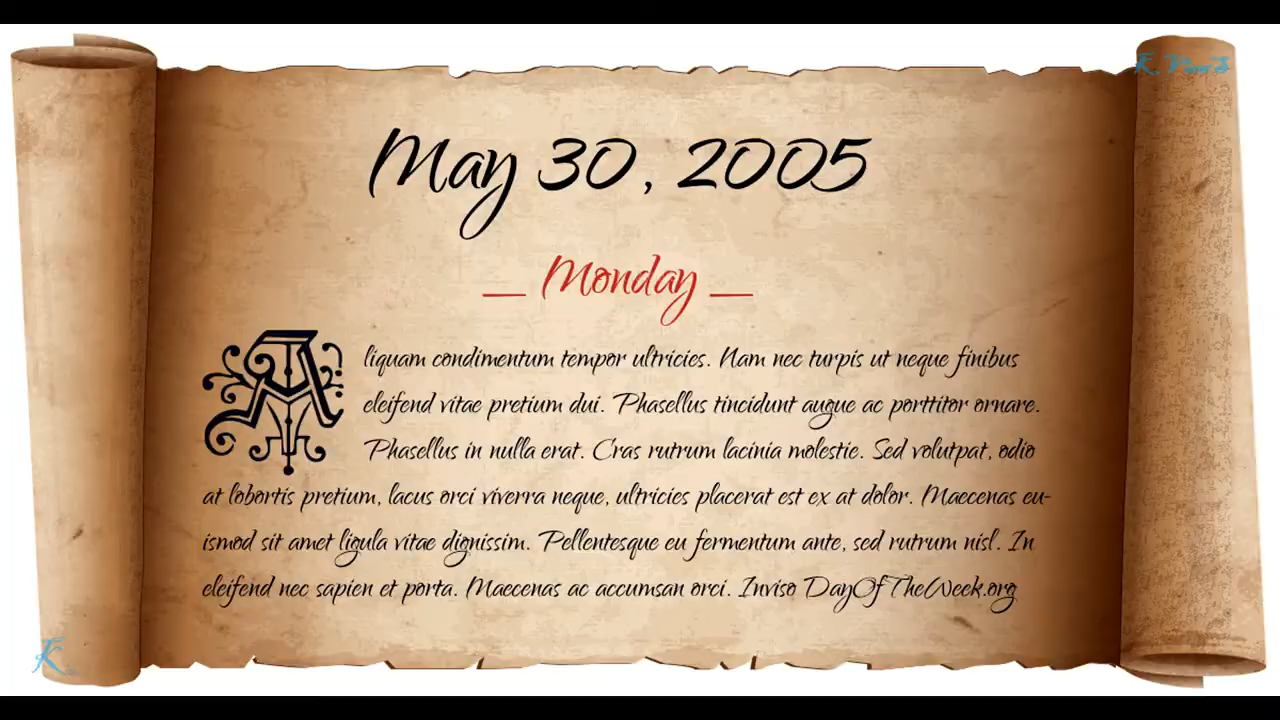 May 30, 2005
_ Monday _
Aliquam condimentum tempor ultricies. Nam nec turpis ut neque finibus
eleifend vitae pretium dui. Phasellus tincidunt augue ac porttitor ornare.
Phasellus in nulla erat. Cras rutrum lacinia molestie. Sed volutpat, odio
at lobortis pretium, lacus orci viverra neque, ultricies placerat est ex at dolor. Maecenas eu-
ismod sit amet ligula vitae dignissim. Pellentesque eu fermentum ante, sed rutrum nisl. In
eleifend nec sapien et porta. Maecenas ac accumsan orci. Inviso DayOfTheWeek.org
K